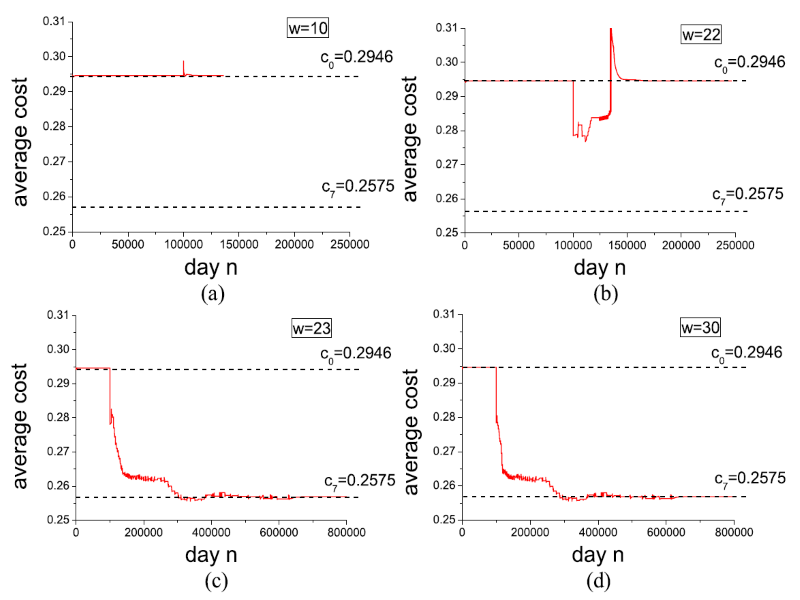 0.31
0.30
0.29
0.28
0.27
0.26
0.25
average cost
w=10
c0=0.2946
c7=0.2575
0 50000 100000 150000 200000 250000
day n
(a)
0.31
0.30
0.29
0.28
0.27
0.26
0.25
average cost
w=22
c0=0.2946
c7=0.2575
0 50000 100000 150000 200000 250000
day n
(b)
0.31
0.30
0.29
0.28
0.27
0.26
0.25
average cost
w=23
c0=0.2946
c7=0.2575
0 200000 400000 600000 800000
day n
(c)
0.31
0.30
0.29
0.28
0.27
0.26
0.25
average cost
w=30
c0=0.2946
c7=0.2575
0 200000 400000 600000 800000
day n
(d)